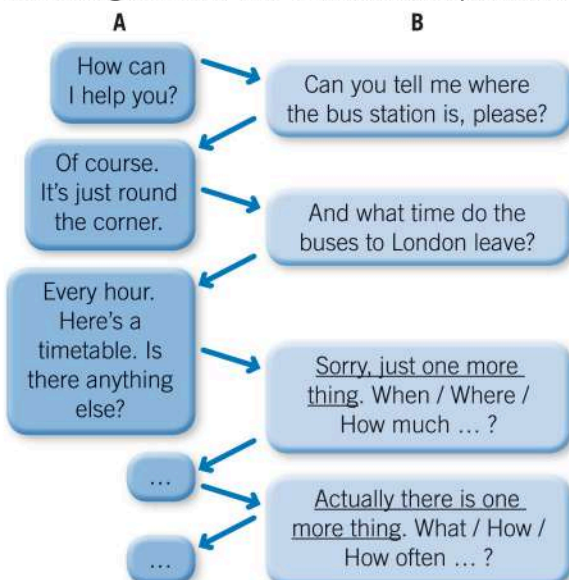 A
B
How can
I help you?
Can you tell me where
the bus station is, please?
Of course.
It's just round
the corner.
And what time do the
buses to London leave?
Every hour.
Here's a
timetable. Is
there anything
else?
Sorry, just one more
thing. When / Where /
How much ... ?
...
Actually there is one
more thing. What / How /
How often ... ?
...